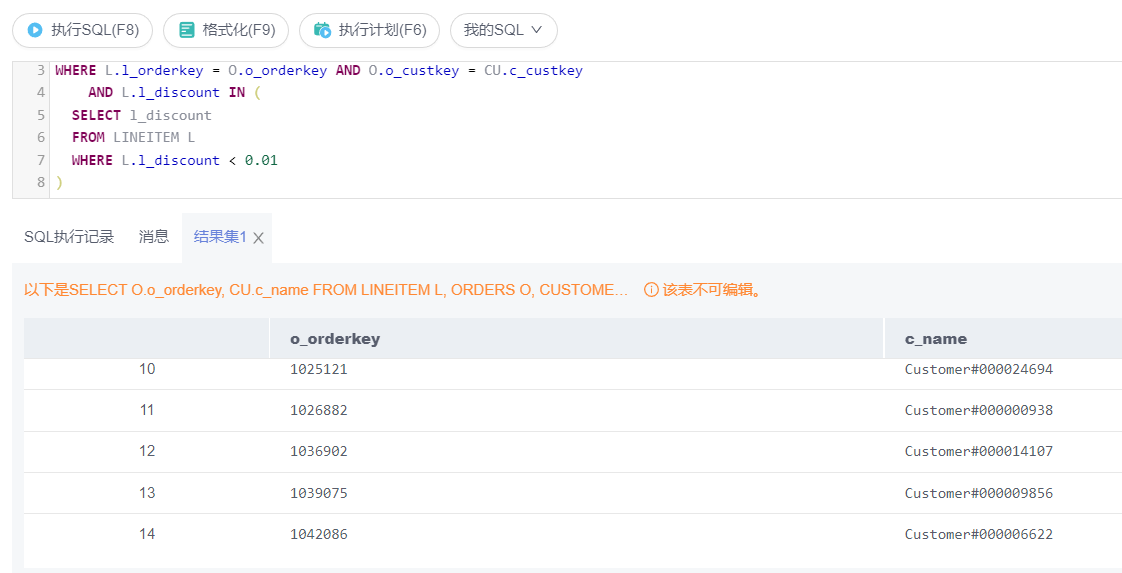 执行SQL(F8) 格式化(F9) 执行计划(F6) 我的SQL
3 WHERE L.l_orderkey = O.o_orderkey AND O.o_custkey = CU.c_custkey
4 AND L.l_discount IN (
5 SELECT l_discount
6 FROM LINEITEM L
7 WHERE L.l_discount < 0.01
8 )
SQL执行记录 消息 结果集1
以下是SELECT O.o_orderkey, CU.c_name FROM LINEITEM L, ORDERS O, CUSTOME... 该表不可编辑。
o_orderkey c_name
10 1025121 Customer#000024694
11 1026882 Customer#000000938
12 1036902 Customer#000014107
13 1039075 Customer#000009856
14 1042086 Customer#000006622